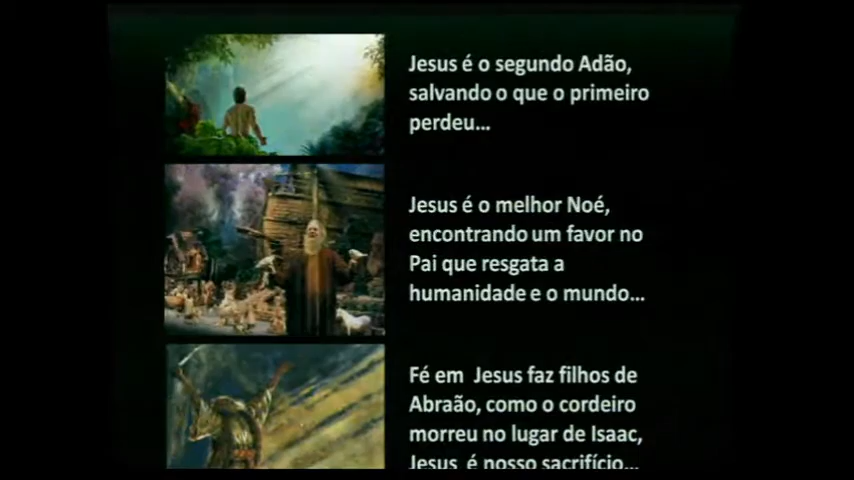 Jesus é o segundo Adão,
salvando o que o primeiro
perdeu...
Jesus é o melhor Noé,
encontrando um favor no
Pai que resgata a
humanidade e o mundo...
Fé em Jesus faz filhos de
Abraão, como o cordeiro
morreu no lugar de Isaac,
Jesus é nosso sacrifício...